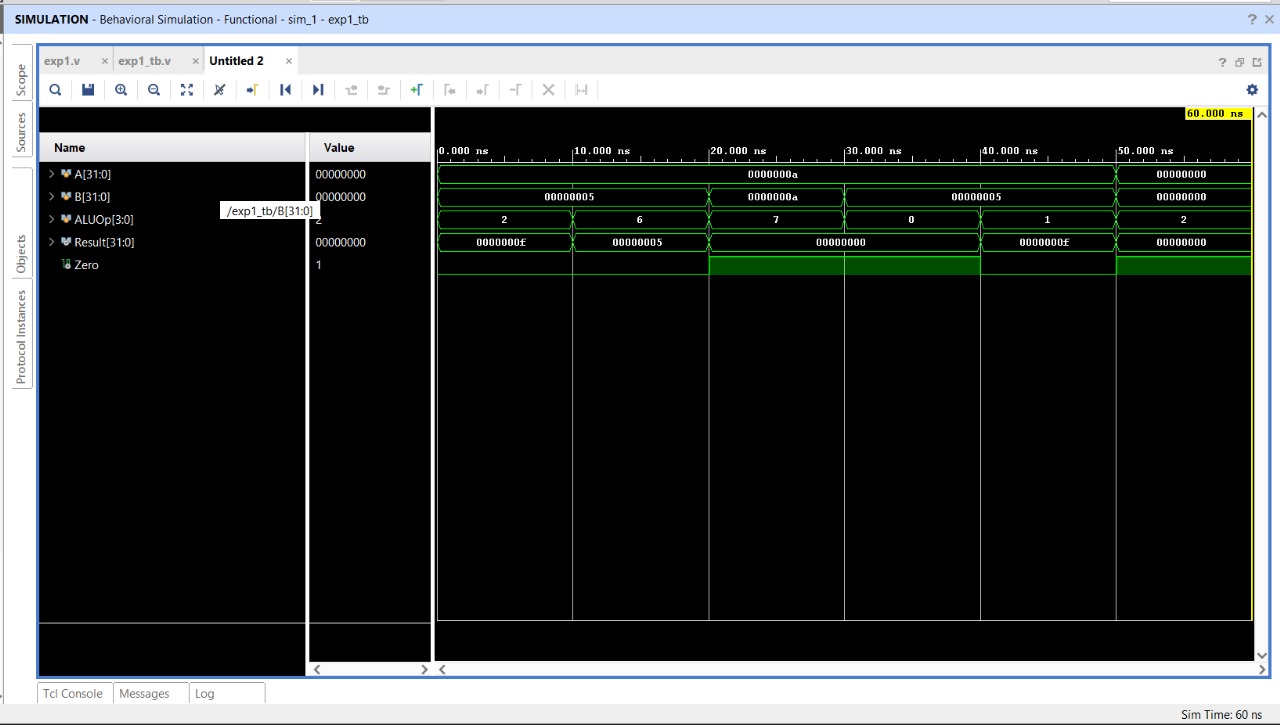 SIMULATION - Behavioral Simulation - Functional - sim_1 - exp1_tb
? ×
exp1.v ×
exp1_tb.v ×
Untitled 2 ×
Scope
Sources
Objects
Protocol Instances
60.000 ns
Name Value
0.000 ns 10.000 ns 20.000 ns 30.000 ns 40.000 ns 50.000 ns
A[31:0] 00000000 0000000a 00000000
B[31:0] 00000000 00000005 0000000a 00000005 00000000
/exp1_tb/B[31:0]
ALUOp[3:0] 2 2 6 7 0 1 2
Result[31:0] 00000000 0000000f 00000005 00000000 0000000f 00000000
Zero 1
Tcl Console Messages Log
Sim Time: 60 ns